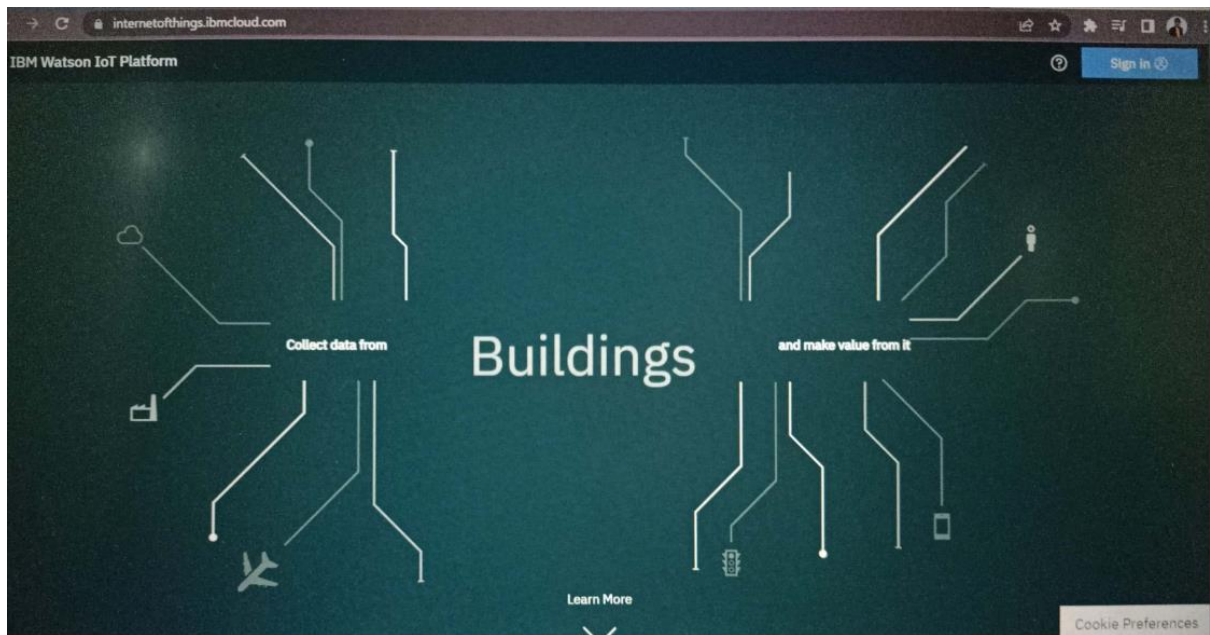 internetofthings.ibmcloud.com
IBM Watson IoT Platform
Sign in
Collect data from
Buildings
and make value from it
Learn More
Cookie Preferences